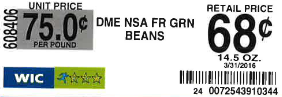 608406
UNIT PRICE
75.0¢
PER POUND
DME NSA FR GRN
BEANS
RETAIL PRICE
68¢
14.5 OZ.
3/31/2016
WIC
24 0072543910344